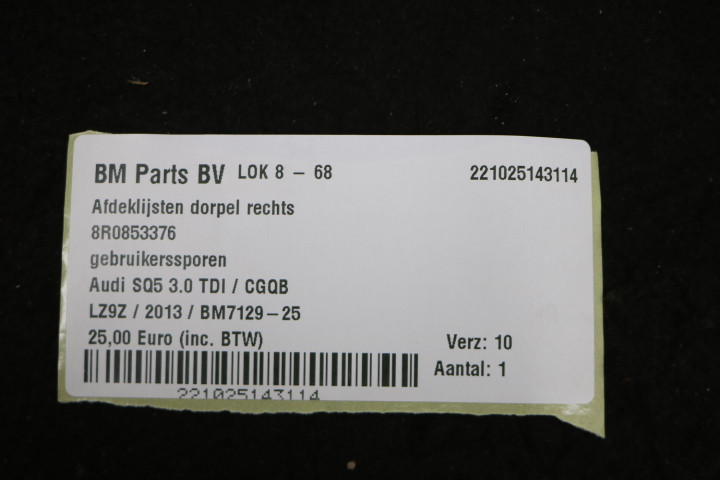 BM Parts BV LOK 8 – 68 221025143114
Afdeklijsten dorpel rechts
8R0853376
gebruikerssporen
Audi SQ5 3.0 TDI / CGQB
LZ9Z / 2013 / BM7129–25
25,00 Euro (inc. BTW) Verz: 10
Aantal: 1
221025143114